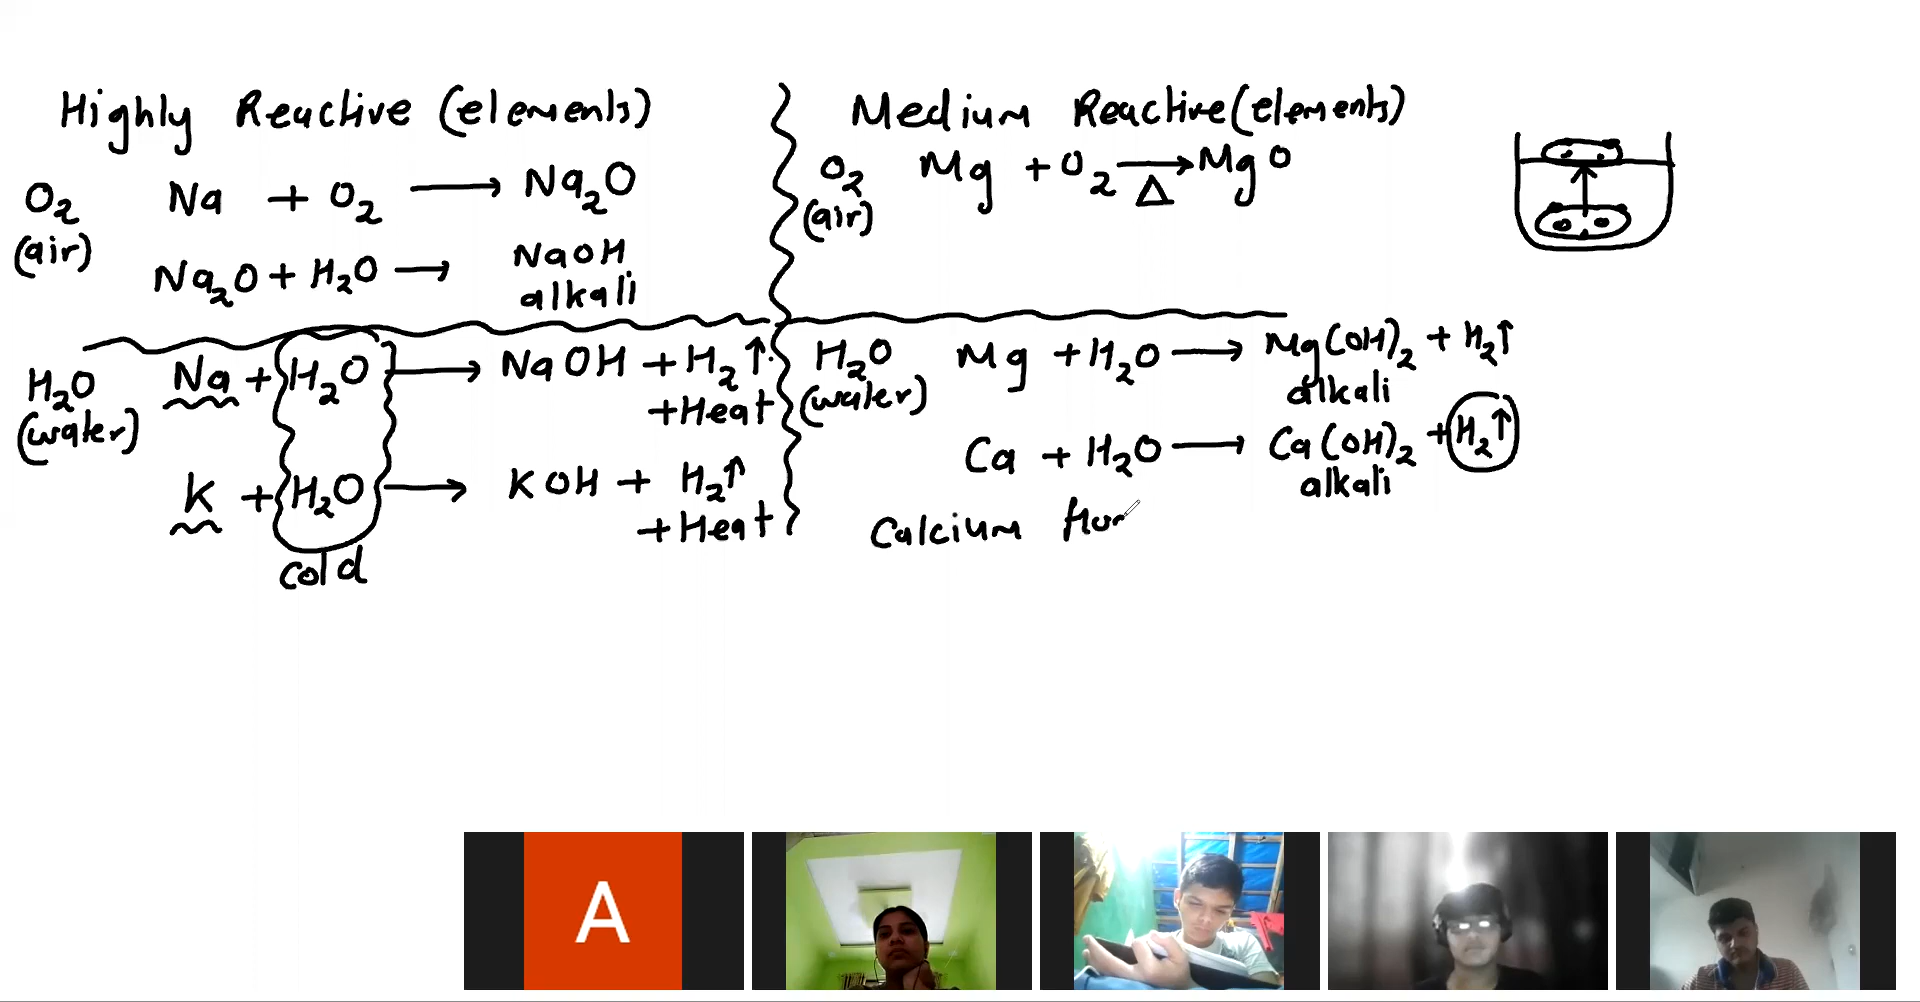 Highly Reactive (elements)
O₂ (air) Na + O₂ → Na₂O
Na₂O + H₂O → NaOH
alkali
H₂O (water) Na + H₂O → NaOH + H₂↑
+Heat
K + H₂O → KOH + H₂↑
+Heat
cold
Medium Reactive (elements)
O₂ (air) Mg + O₂ →Δ MgO
H₂O (water) Mg + H₂O → Mg(OH)₂ + H₂↑
alkali
Ca + H₂O → Ca(OH)₂ + H₂↑
alkali
Calcium
A